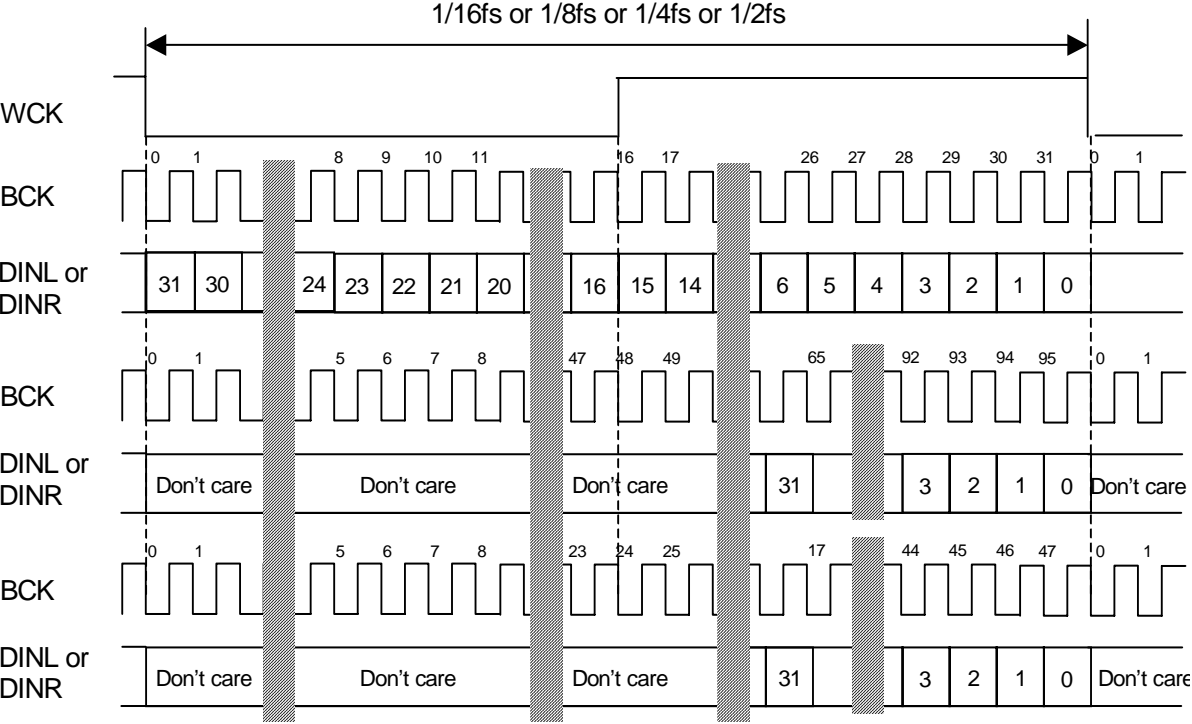 1/16fs or 1/8fs or 1/4fs or 1/2fs
WCK
0 1 8 9 10 11 16 17 26 27 28 29 30 31 0 1
BCK
DINL or
DINR
31 30 24 23 22 21 20 16 15 14 6 5 4 3 2 1 0
0 1 5 6 7 8 47 48 49 65 92 93 94 95 0 1
BCK
DINL or
DINR
Don't care Don't care Don't care 31 3 2 1 0 Don't care
0 1 5 6 7 8 23 24 25 17 44 45 46 47 0 1
BCK
DINL or
DINR
Don't care Don't care Don't care 31 3 2 1 0 Don't care